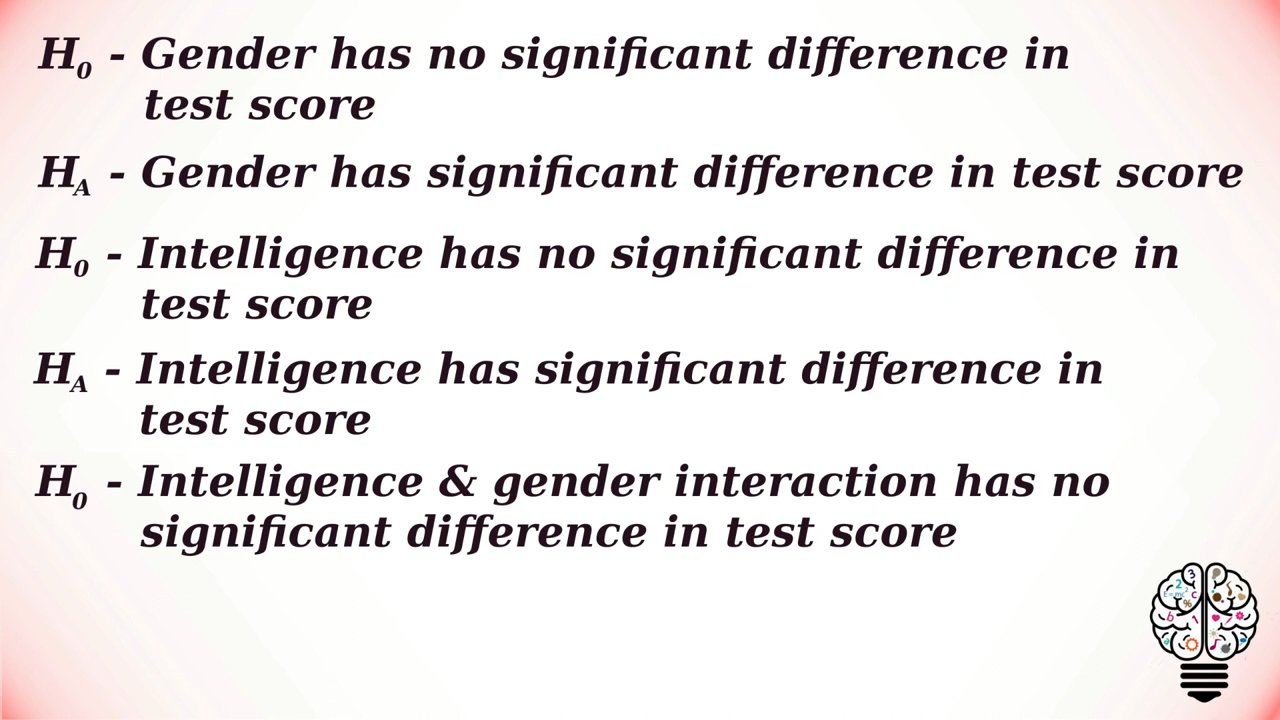 H₀ - Gender has no significant difference in
test score
H_A - Gender has significant difference in test score
H₀ - Intelligence has no significant difference in
test score
H_A - Intelligence has significant difference in
test score
H₀ - Intelligence & gender interaction has no
significant difference in test score